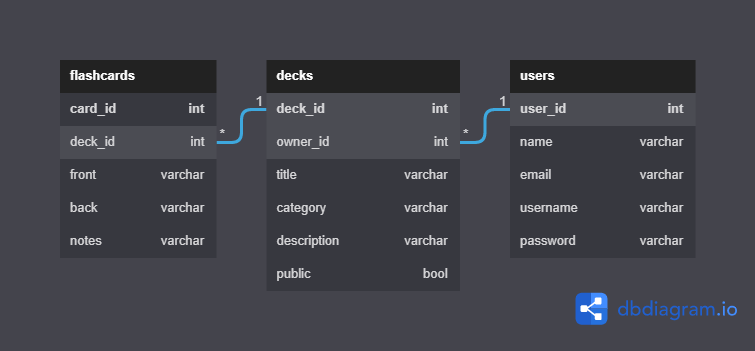 flashcards
card_id int
deck_id int
front varchar
back varchar
notes varchar
*
1
decks
deck_id int
owner_id int
title varchar
category varchar
description varchar
public bool
*
1
users
user_id int
name varchar
email varchar
username varchar
password varchar
dbdiagram.io